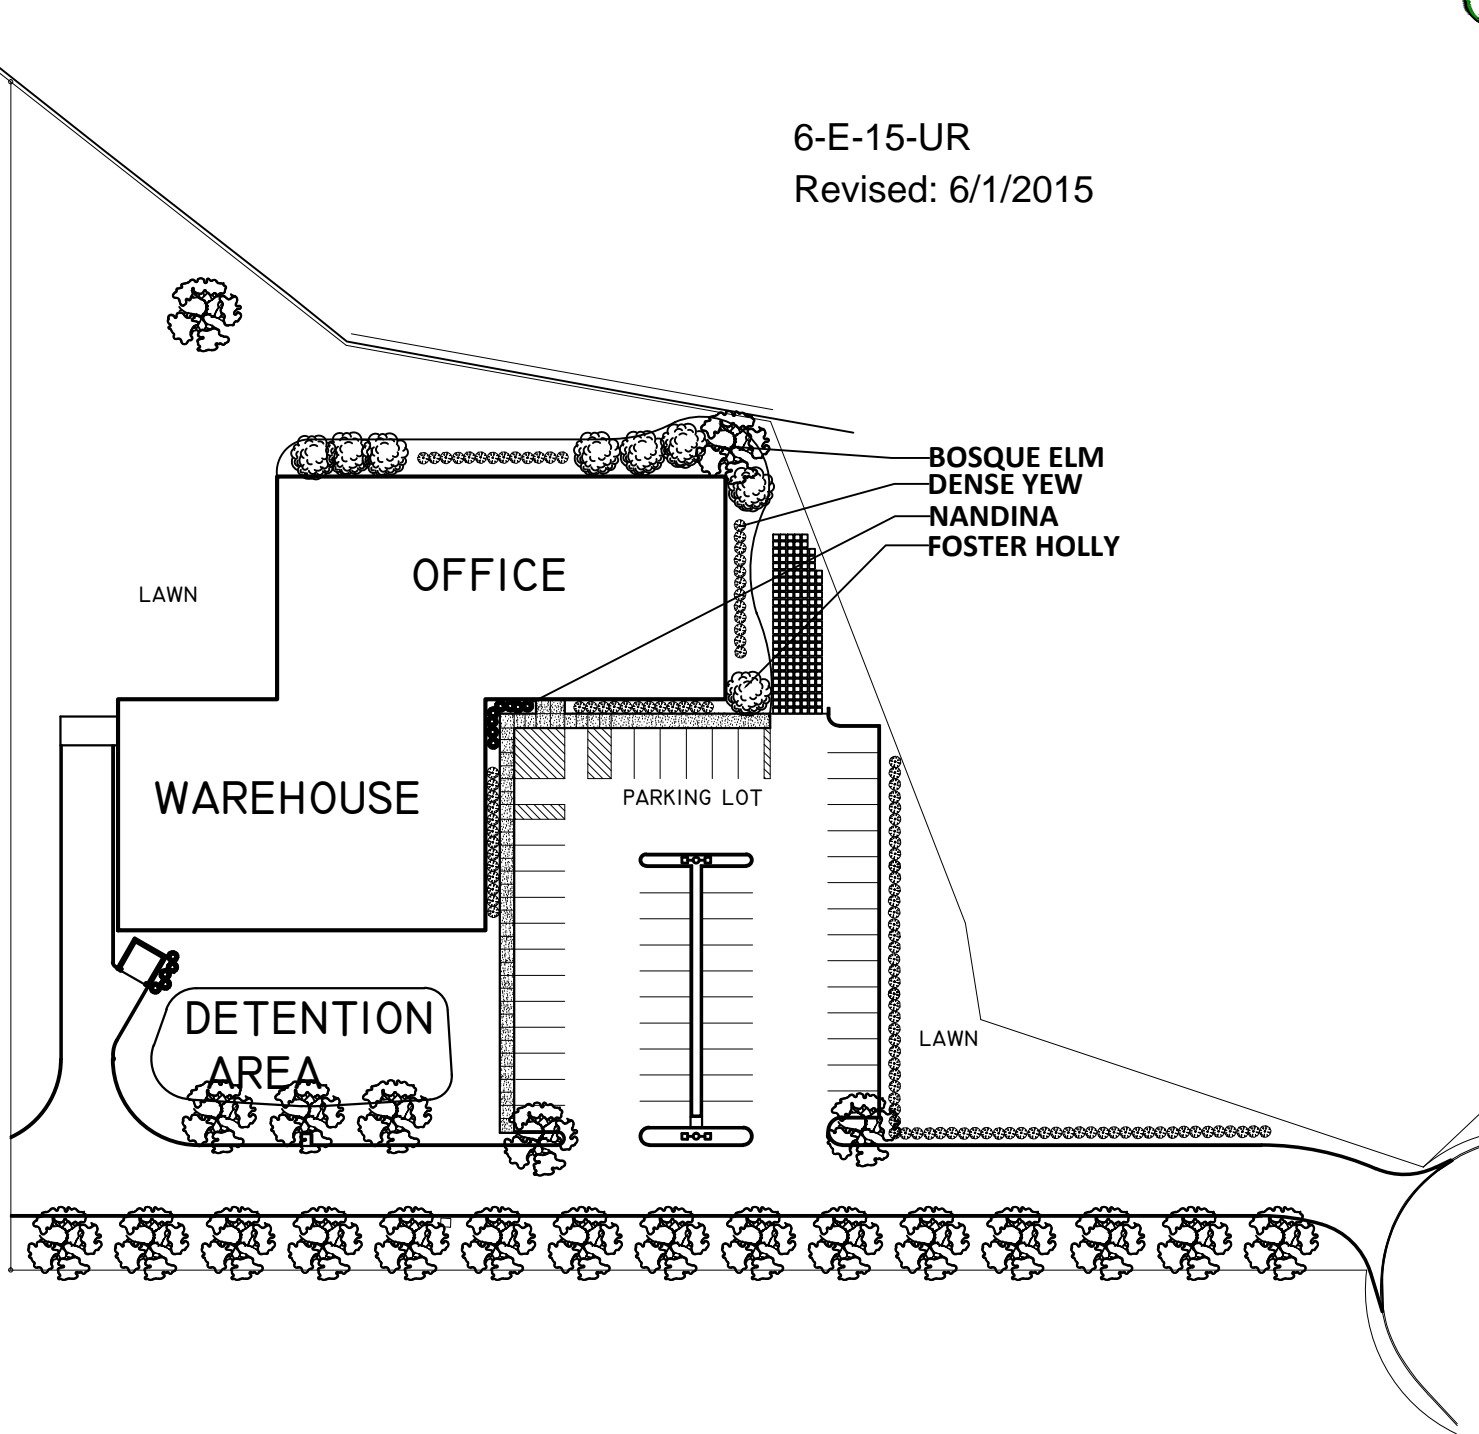 6-E-15-UR
Revised: 6/1/2015
BOSQUE ELM
DENSE YEW
NANDINA
FOSTER HOLLY
OFFICE
LAWN
WAREHOUSE
PARKING LOT
DETENTION
AREA
LAWN